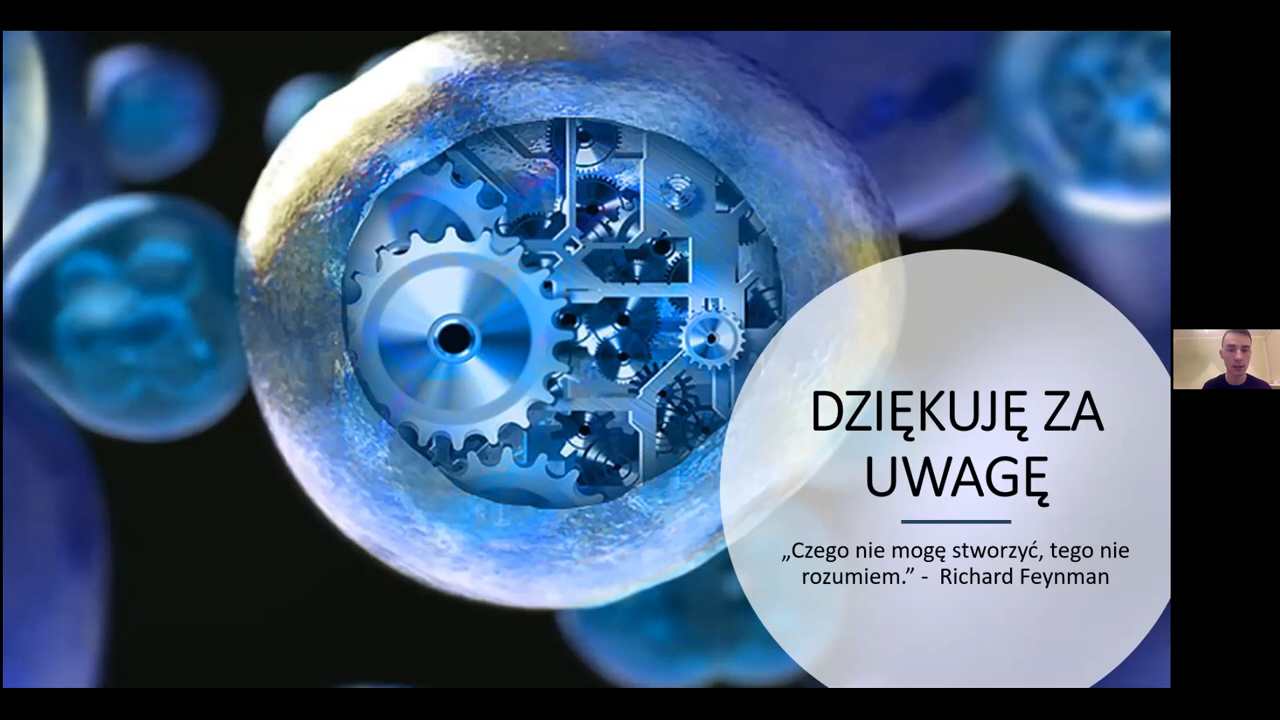 DZIĘKUJĘ ZA
UWAGĘ
„Czego nie mogę stworzyć, tego nie
rozumiem.” - Richard Feynman